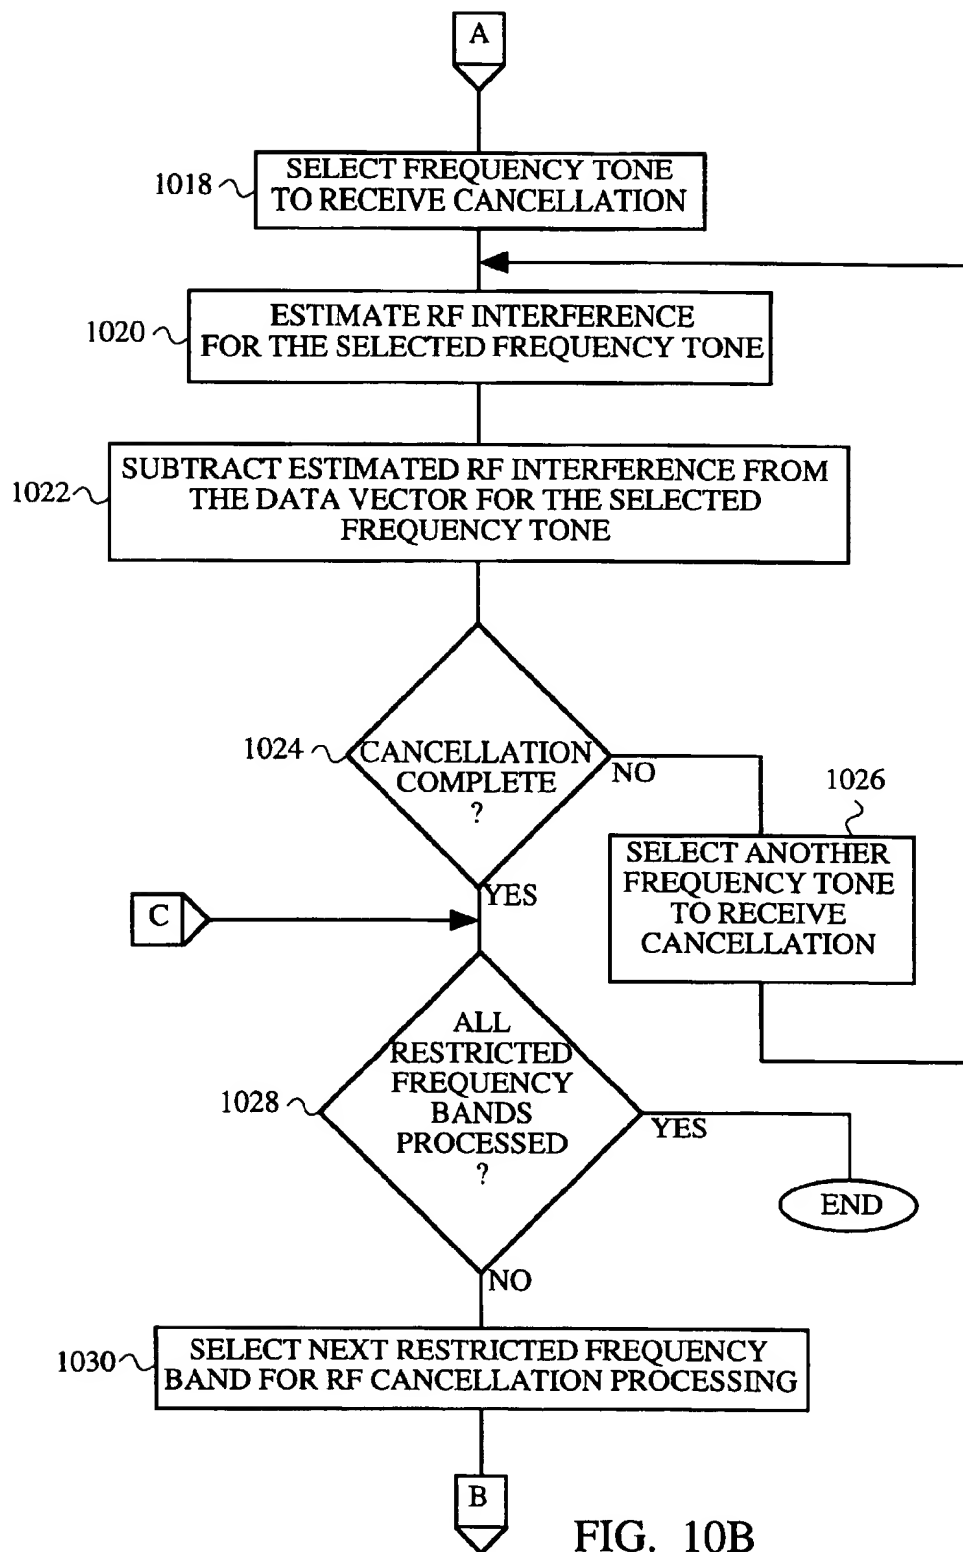 A
1018
SELECT FREQUENCY TONE
TO RECEIVE CANCELLATION
1020
ESTIMATE RF INTERFERENCE
FOR THE SELECTED FREQUENCY TONE
1022
SUBTRACT ESTIMATED RF INTERFERENCE FROM
THE DATA VECTOR FOR THE SELECTED
FREQUENCY TONE
1024
CANCELLATION
COMPLETE
?
NO
1026
SELECT ANOTHER
FREQUENCY TONE
TO RECEIVE
CANCELLATION
YES
C
1028
ALL
RESTRICTED
FREQUENCY
BANDS
PROCESSED
?
YES
END
NO
1030
SELECT NEXT RESTRICTED FREQUENCY
BAND FOR RF CANCELLATION PROCESSING
B
FIG. 10B